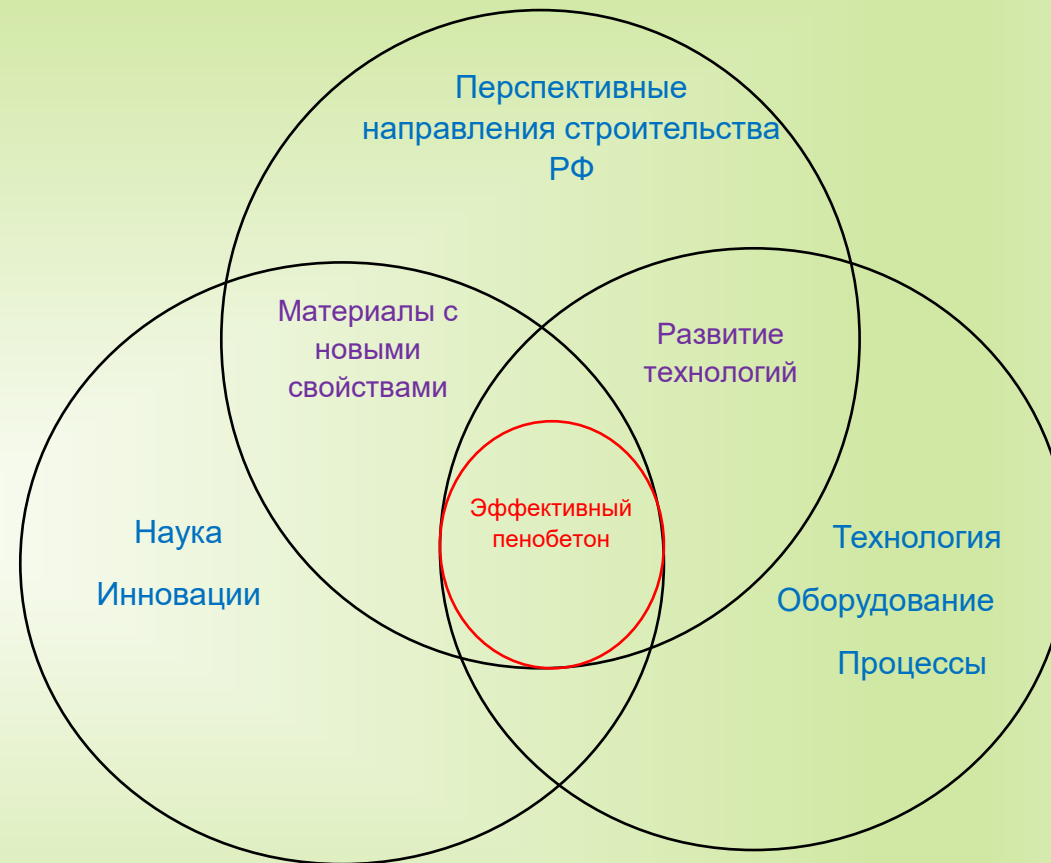 Перспективные
направления строительства
РФ
Материалы с
новыми
свойствами
Развитие
технологий
Эффективный
пенобетон
Наука
Инновации
Технология
Оборудование
Процессы